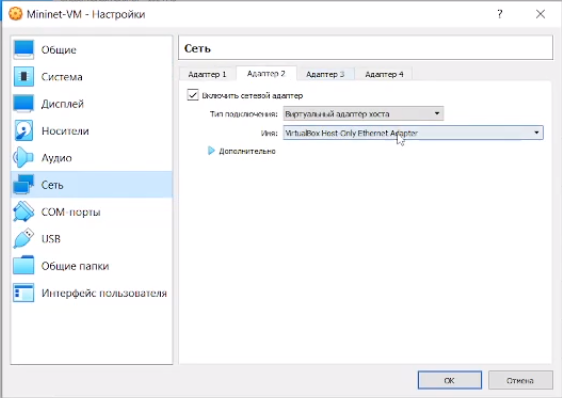 Mininet-VM - Настройки
?
Общие
Система
Дисплей
Носители
Аудио
Сеть
COM-порты
USB
Общие папки
Интерфейс пользователя
Сеть
Адаптер 1 Адаптер 2 Адаптер 3 Адаптер 4
Включить сетевой адаптер
Тип подключения: Виртуальный адаптер хоста
Имя: VirtualBox Host-Only Ethernet Adapter
Дополнительно
OK Отмена